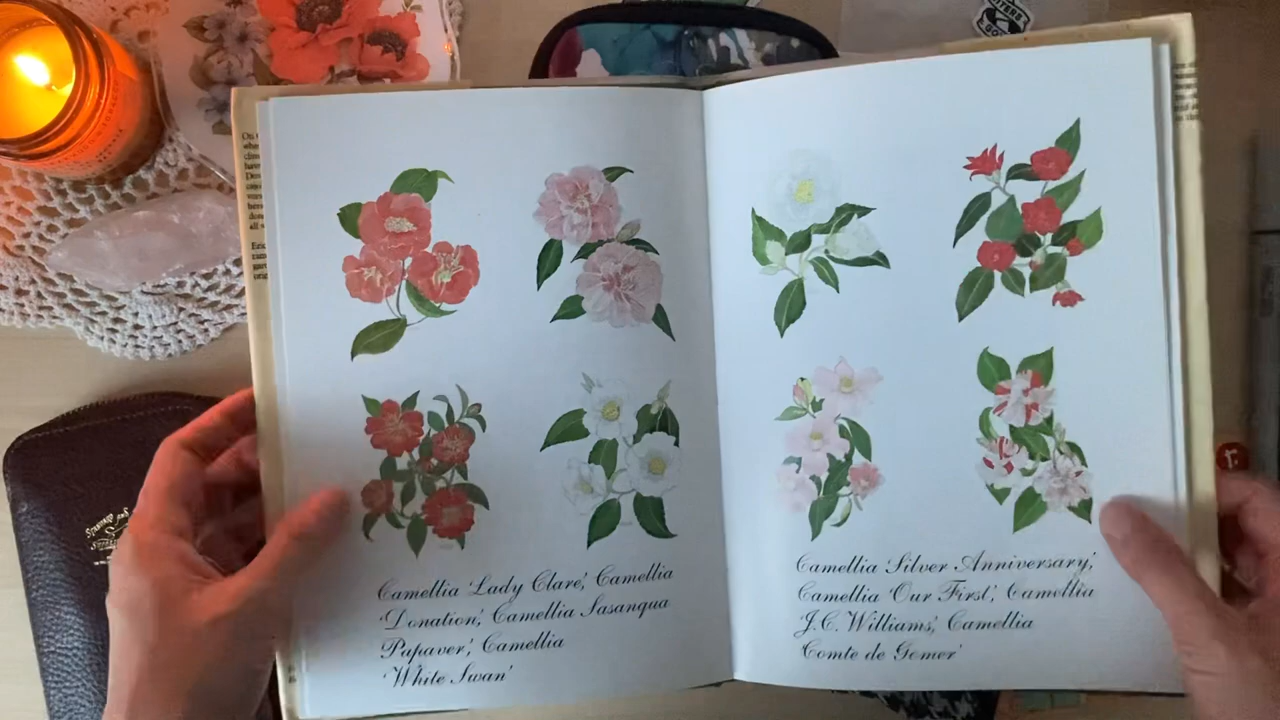 Camellia 'Lady Clare', Camellia
'Donation', Camellia Sasanqua
'Papaver', Camellia
'White Swan'
Camellia 'Silver Anniversary',
Camellia 'Our First', Camellia
J.C. Williams', Camellia
Comte de Gomer'